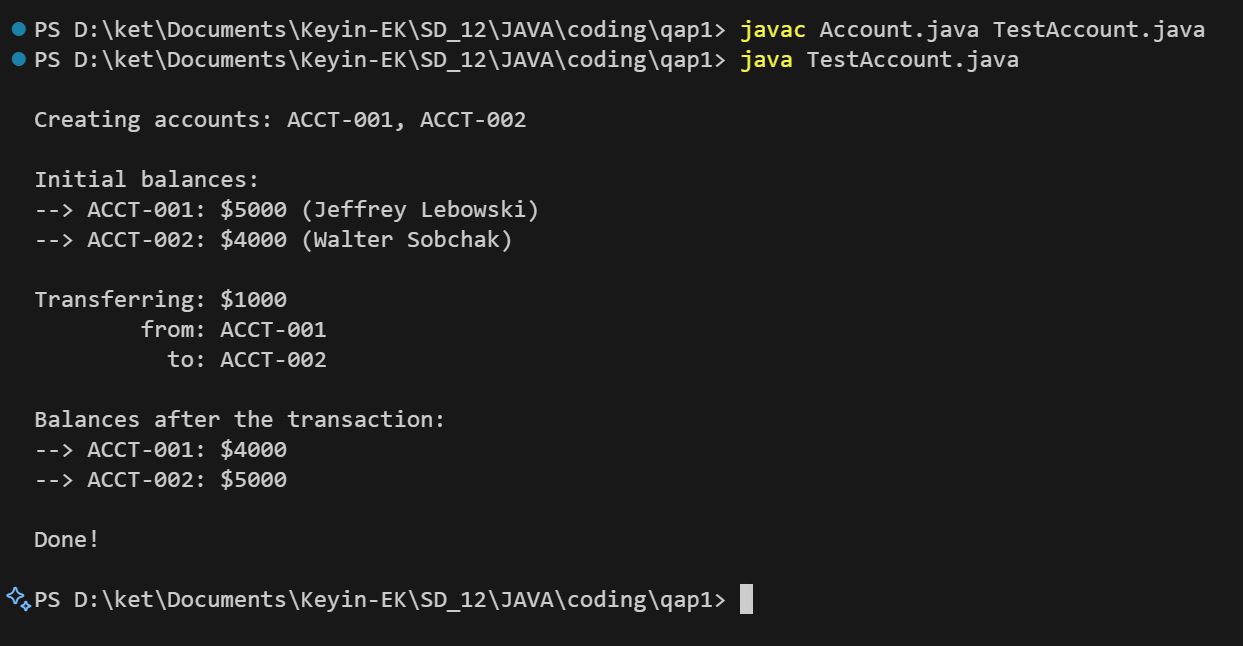 PS D:\ket\Documents\Keyin-EK\SD_12\JAVA\coding\qap1> javac Account.java TestAccount.java
PS D:\ket\Documents\Keyin-EK\SD_12\JAVA\coding\qap1> java TestAccount.java
Creating accounts: ACCT-001, ACCT-002
Initial balances:
--> ACCT-001: $5000 (Jeffrey Lebowski)
--> ACCT-002: $4000 (Walter Sobchak)
Transferring: $1000
from: ACCT-001
to: ACCT-002
Balances after the transaction:
--> ACCT-001: $4000
--> ACCT-002: $5000
Done!
PS D:\ket\Documents\Keyin-EK\SD_12\JAVA\coding\qap1>